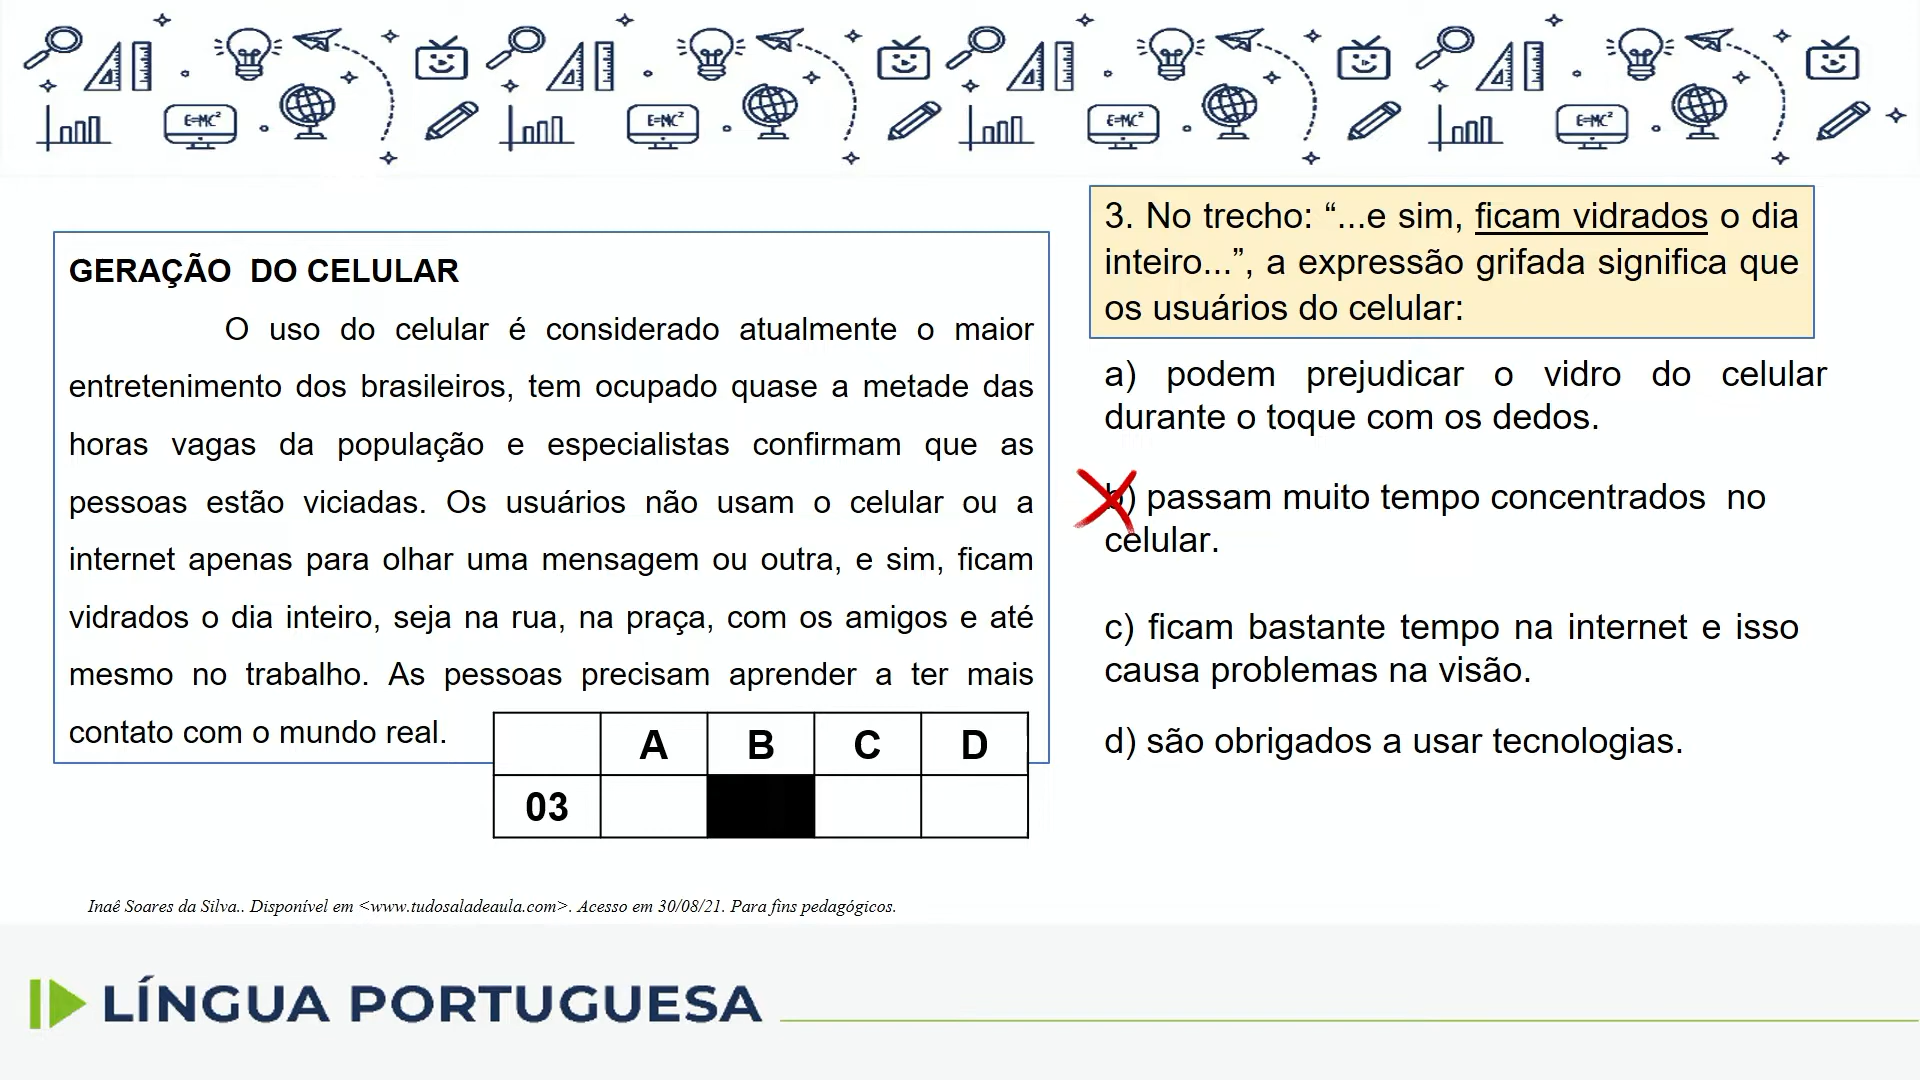 E=MC²
E=MC²
E=MC²
E=MC²
GERAÇÃO DO CELULAR
O uso do celular é considerado atualmente o maior
entretenimento dos brasileiros, tem ocupado quase a metade das
horas vagas da população e especialistas confirmam que as
pessoas estão viciadas. Os usuários não usam o celular ou a
internet apenas para olhar uma mensagem ou outra, e sim, ficam
vidrados o dia inteiro, seja na rua, na praça, com os amigos e até
mesmo no trabalho. As pessoas precisam aprender a ter mais
contato com o mundo real.
A B C D
03
Inaê Soares da Silva.. Disponível em <www.tudosaladeaula.com>. Acesso em 30/08/21. Para fins pedagógicos.
3. No trecho: “...e sim, ficam vidrados o dia
inteiro...”, a expressão grifada significa que
os usuários do celular:
a) podem prejudicar o vidro do celular
durante o toque com os dedos.
b) passam muito tempo concentrados no
celular.
c) ficam bastante tempo na internet e isso
causa problemas na visão.
d) são obrigados a usar tecnologias.
LÍNGUA PORTUGUESA